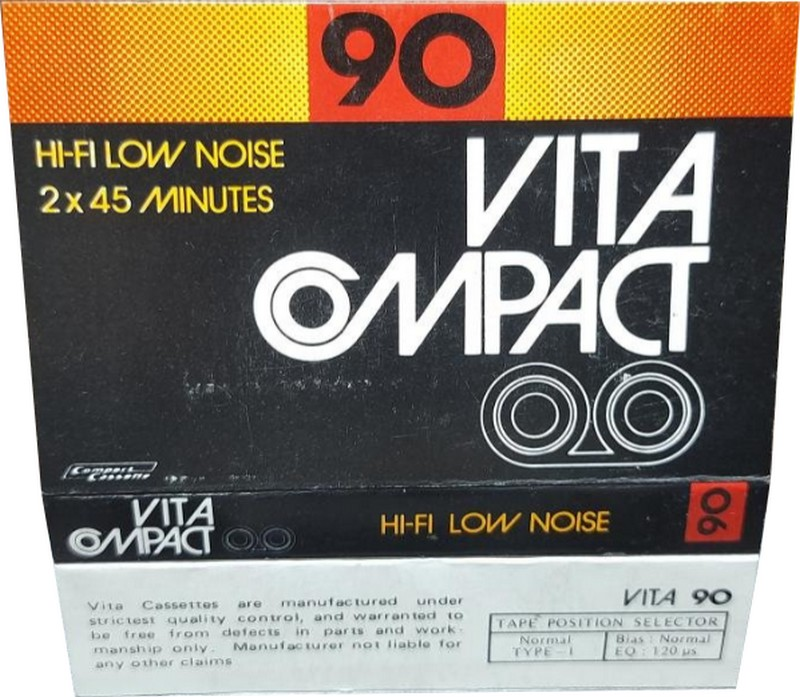 90
HI-FI LOW NOISE
2 x 45 MINUTES
VITA
COMPACT
Compact
Cassette
VITA
COMPACT
HI-FI LOW NOISE
90
Vita Cassettes are manufactured under
strictest quality control, and warranted to
be free from defects in parts and work-
manship only. Manufacturer not liable for
any other claims
VITA 90
TAPE POSITION SELECTOR
Normal
TYPE-I
Bias : Normal
EQ : 120 µs